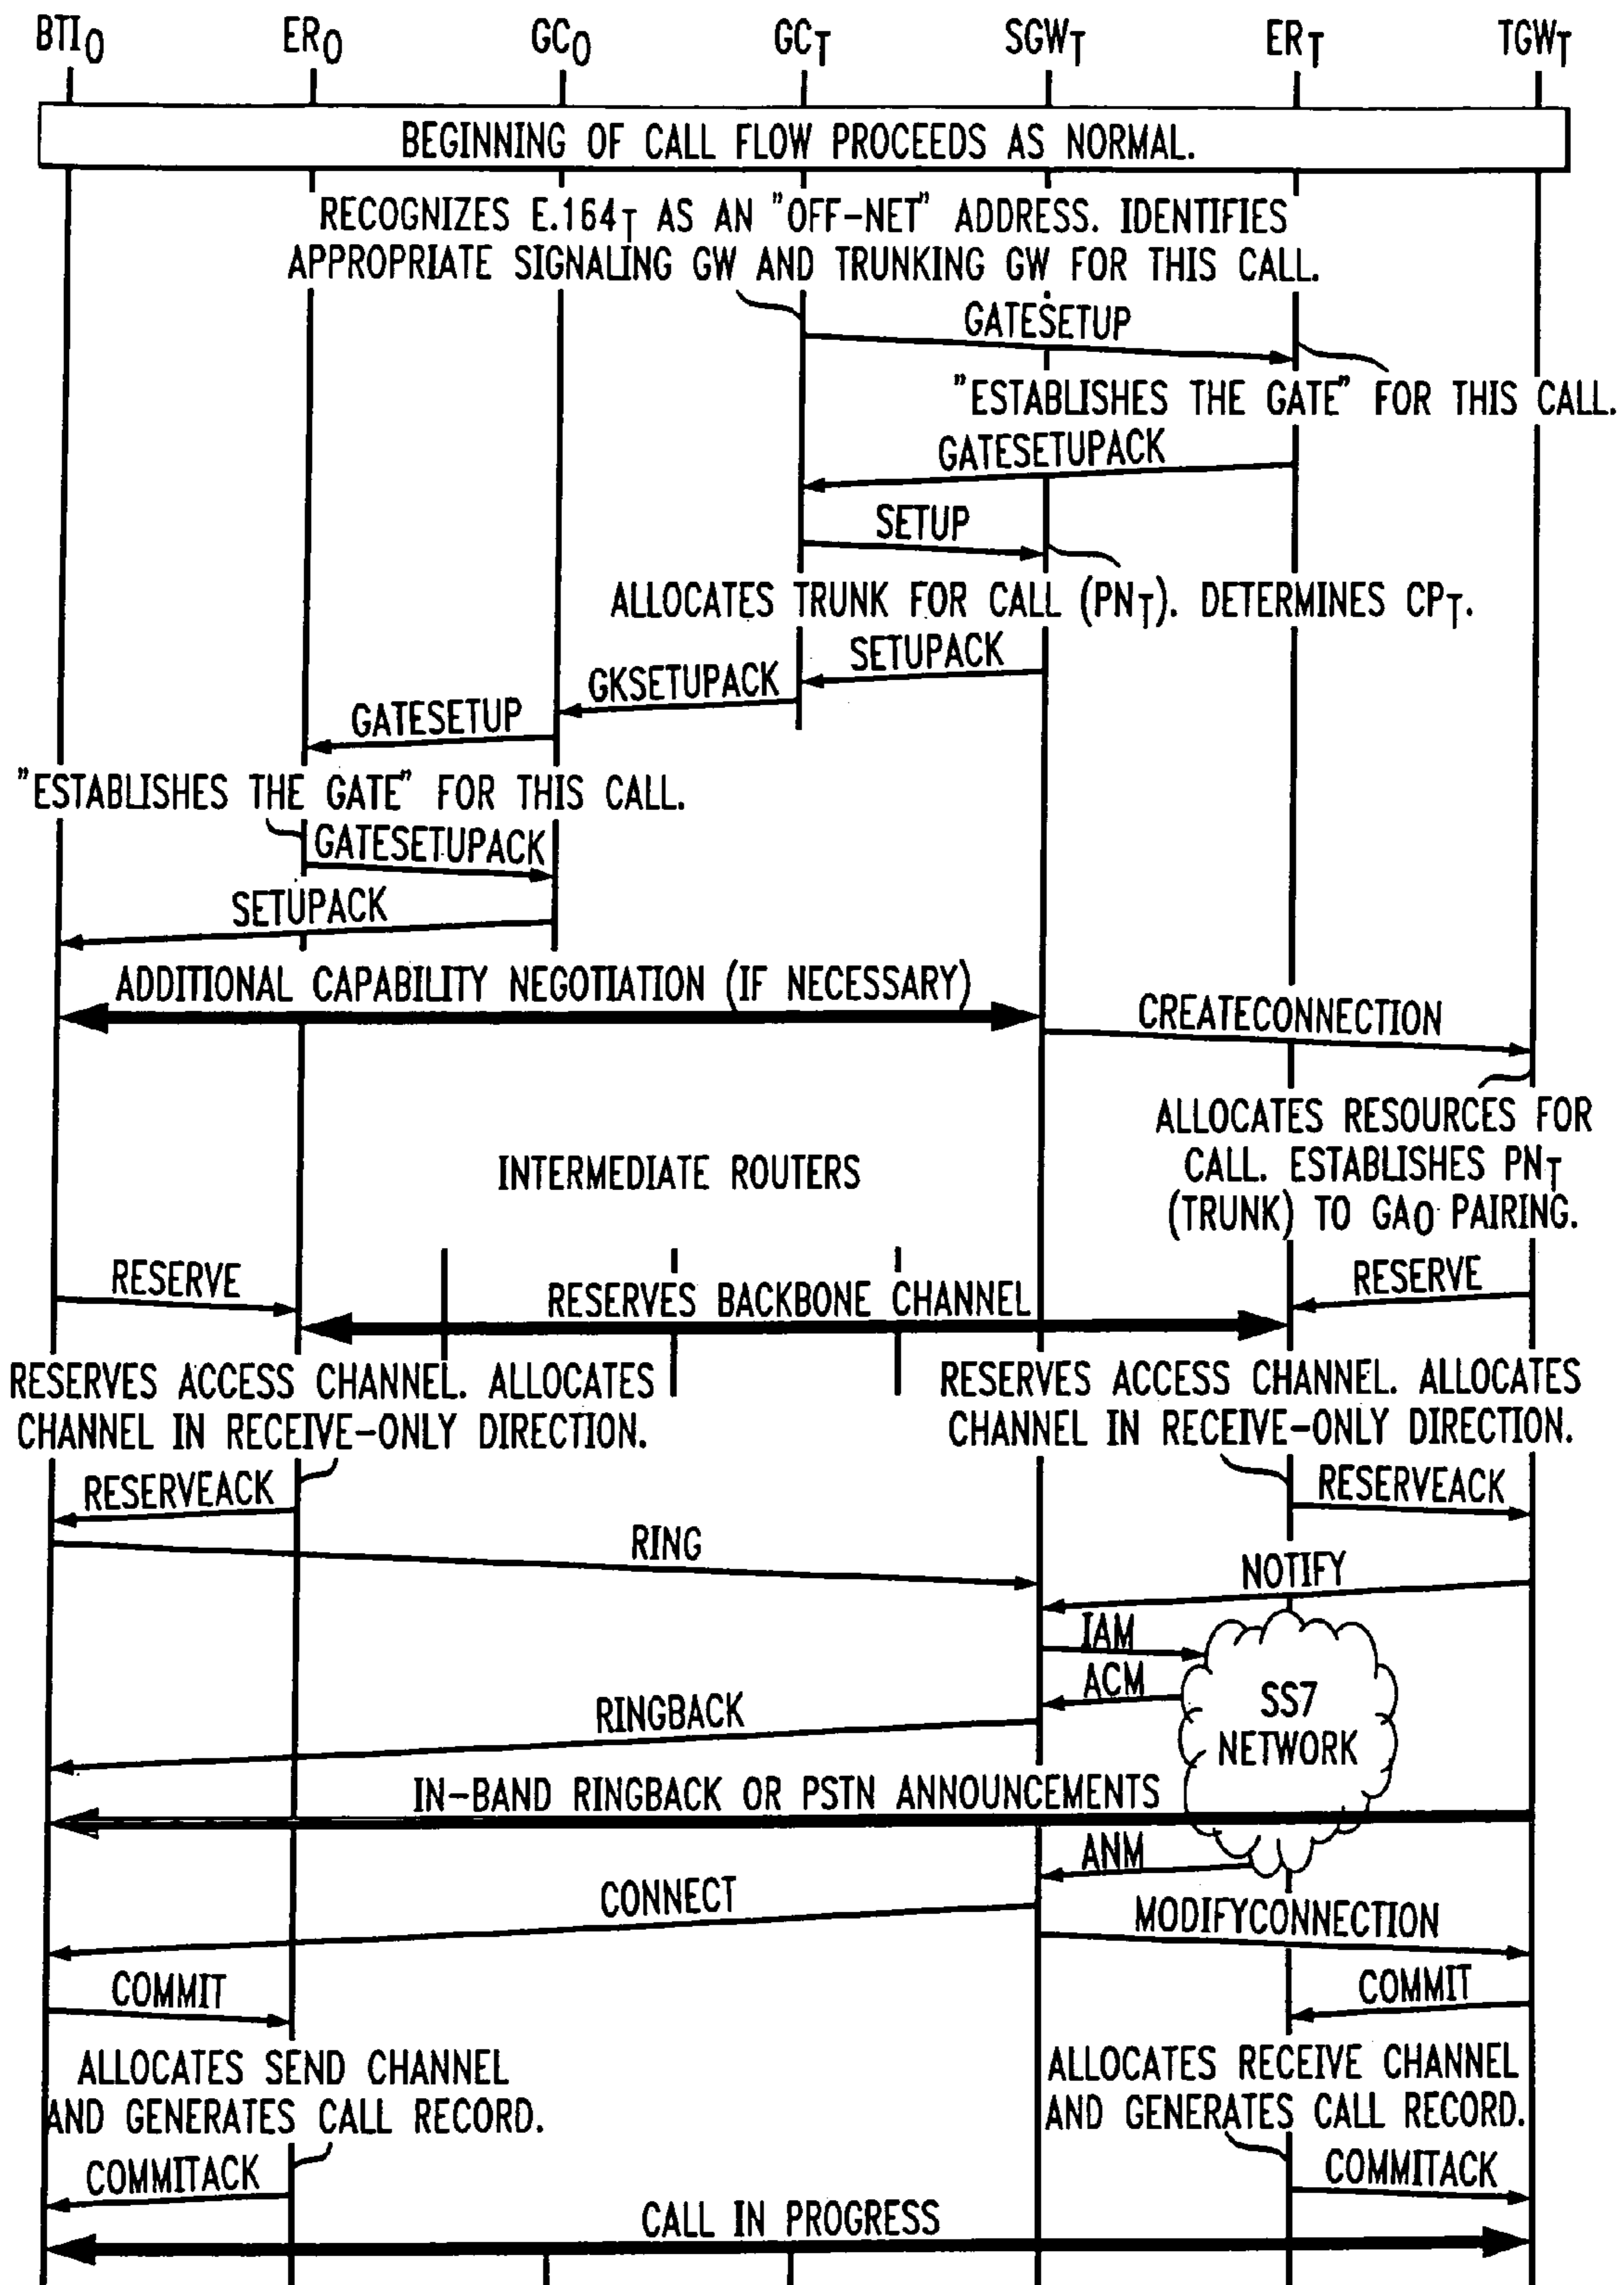 BTIO ERO GCO GCT SGWT ERT TGWT
BEGINNING OF CALL FLOW PROCEEDS AS NORMAL.
RECOGNIZES E.164T AS AN "OFF-NET" ADDRESS. IDENTIFIES
APPROPRIATE SIGNALING GW AND TRUNKING GW FOR THIS CALL.
GATESETUP
"ESTABLISHES THE GATE" FOR THIS CALL.
GATESETUPACK
SETUP
ALLOCATES TRUNK FOR CALL (PNT). DETERMINES CPT.
SETUPACK
GKSETUPACK
GATESETUP
"ESTABLISHES THE GATE" FOR THIS CALL.
GATESETUPACK
SETUPACK
ADDITIONAL CAPABILITY NEGOTIATION (IF NECESSARY)
CREATECONNECTION
ALLOCATES RESOURCES FOR
CALL. ESTABLISHES PNT
(TRUNK) TO GAO PAIRING.
INTERMEDIATE ROUTERS
RESERVE
RESERVES BACKBONE CHANNEL
RESERVE
RESERVES ACCESS CHANNEL. ALLOCATES
CHANNEL IN RECEIVE-ONLY DIRECTION.
RESERVES ACCESS CHANNEL. ALLOCATES
CHANNEL IN RECEIVE-ONLY DIRECTION.
RESERVEACK
RESERVEACK
RING
NOTIFY
IAM
ACM
SS7
NETWORK
RINGBACK
IN-BAND RINGBACK OR PSTN ANNOUNCEMENTS
ANM
CONNECT
MODIFYCONNECTION
COMMIT
COMMIT
ALLOCATES SEND CHANNEL
AND GENERATES CALL RECORD.
ALLOCATES RECEIVE CHANNEL
AND GENERATES CALL RECORD.
COMMITACK
COMMITACK
CALL IN PROGRESS